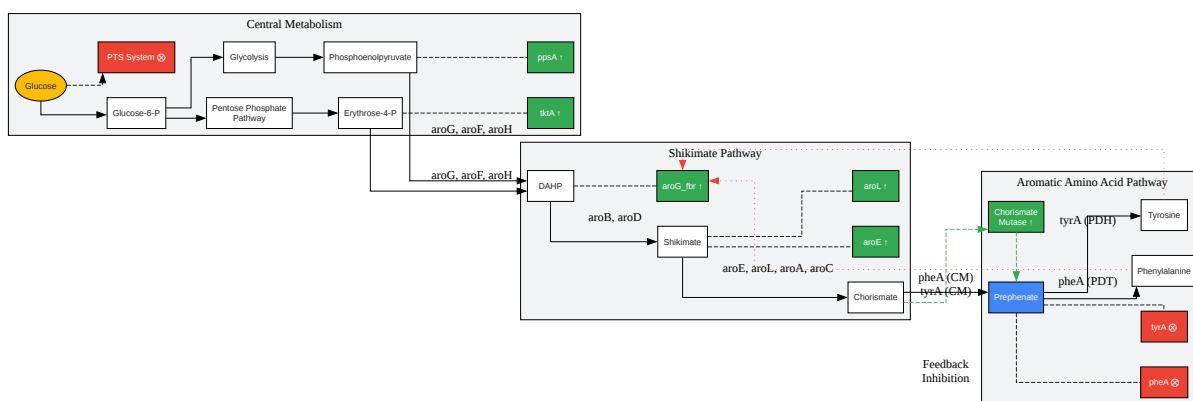 Central Metabolism
PTS System ⊗
Glycolysis
Phosphoenolpyruvate
ppsA ↑
Glucose
Glucose-6-P
Pentose Phosphate
Pathway
Erythrose-4-P
tktA ↑
aroG, aroF, aroH
aroG, aroF, aroH
Shikimate Pathway
DAHP
aroG_fbr ↑
aroL ↑
aroB, aroD
Shikimate
aroE ↑
aroE, aroL, aroA, aroC
Chorismate
pheA (CM)
tyrA (CM)
Aromatic Amino Acid Pathway
Chorismate
Mutase ↑
tyrA (PDH)
Tyrosine
Phenylalanine
pheA (PDT)
Prephenate
tyrA ⊗
Feedback
Inhibition
pheA ⊗